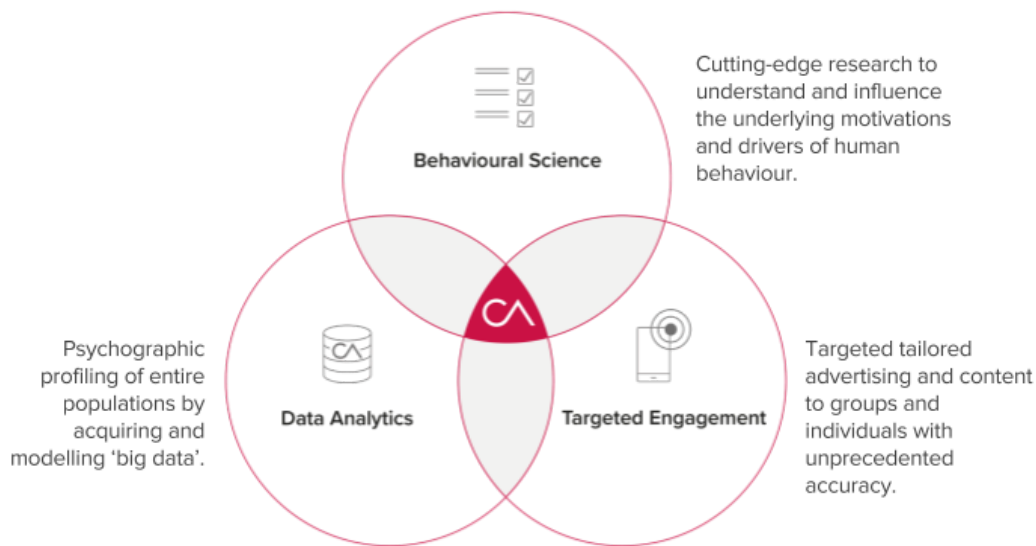 Behavioural Science
Cutting-edge research to
understand and influence
the underlying motivations
and drivers of human
behaviour.
CA
Psychographic
profiling of entire
populations by
acquiring and
modelling ‘big data’.
CA
Data Analytics
Targeted Engagement
Targeted tailored
advertising and content
to groups and
individuals with
unprecedented
accuracy.